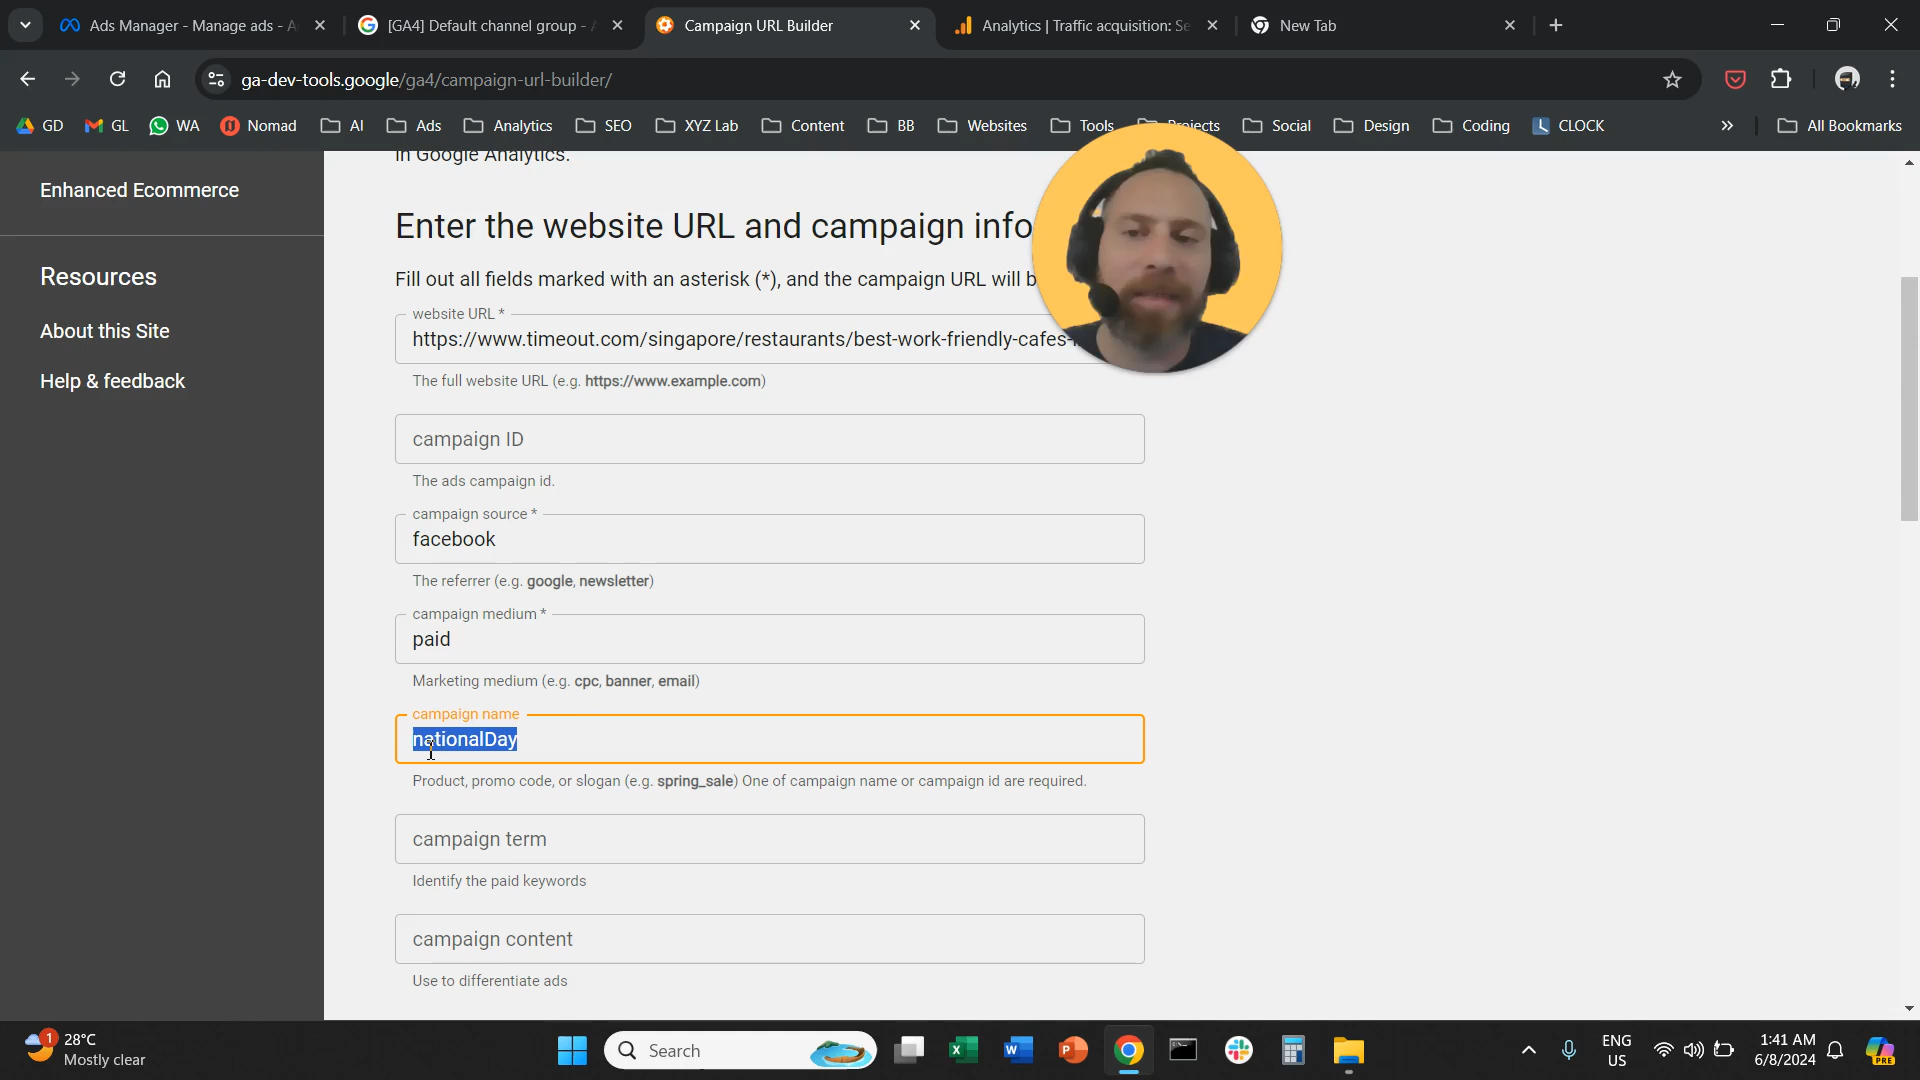 Ads Manager - Manage ads - A
[GA4] Default channel group - A
Campaign URL Builder
Analytics | Traffic acquisition: Se
New Tab
ga-dev-tools.google/ga4/campaign-url-builder/
GD
GL
WA
Nomad
AI
Ads
Analytics
SEO
XYZ Lab
Content
BB
Websites
Tools
Projects
Social
Design
Coding
CLOCK
All Bookmarks
in Google Analytics.
Enhanced Ecommerce
Resources
About this Site
Help & feedback
Enter the website URL and campaign info
Fill out all fields marked with an asterisk (*), and the campaign URL will b
website URL *
https://www.timeout.com/singapore/restaurants/best-work-friendly-cafes-
The full website URL (e.g. https://www.example.com)
campaign ID
The ads campaign id.
campaign source *
facebook
The referrer (e.g. google, newsletter)
campaign medium *
paid
Marketing medium (e.g. cpc, banner, email)
campaign name
nationalDay
Product, promo code, or slogan (e.g. spring_sale) One of campaign name or campaign id are required.
campaign term
Identify the paid keywords
campaign content
Use to differentiate ads
1
28°C
Mostly clear
Search
ENG
US
1:41 AM
6/8/2024
PRE